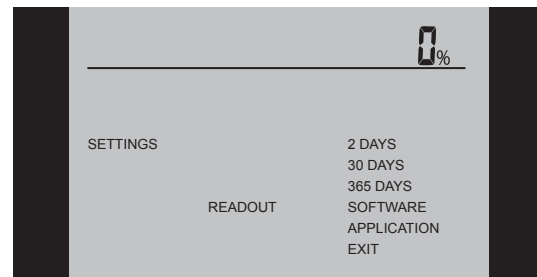 0%
SETTINGS 2 DAYS
30 DAYS
365 DAYS
READOUT SOFTWARE
APPLICATION
EXIT